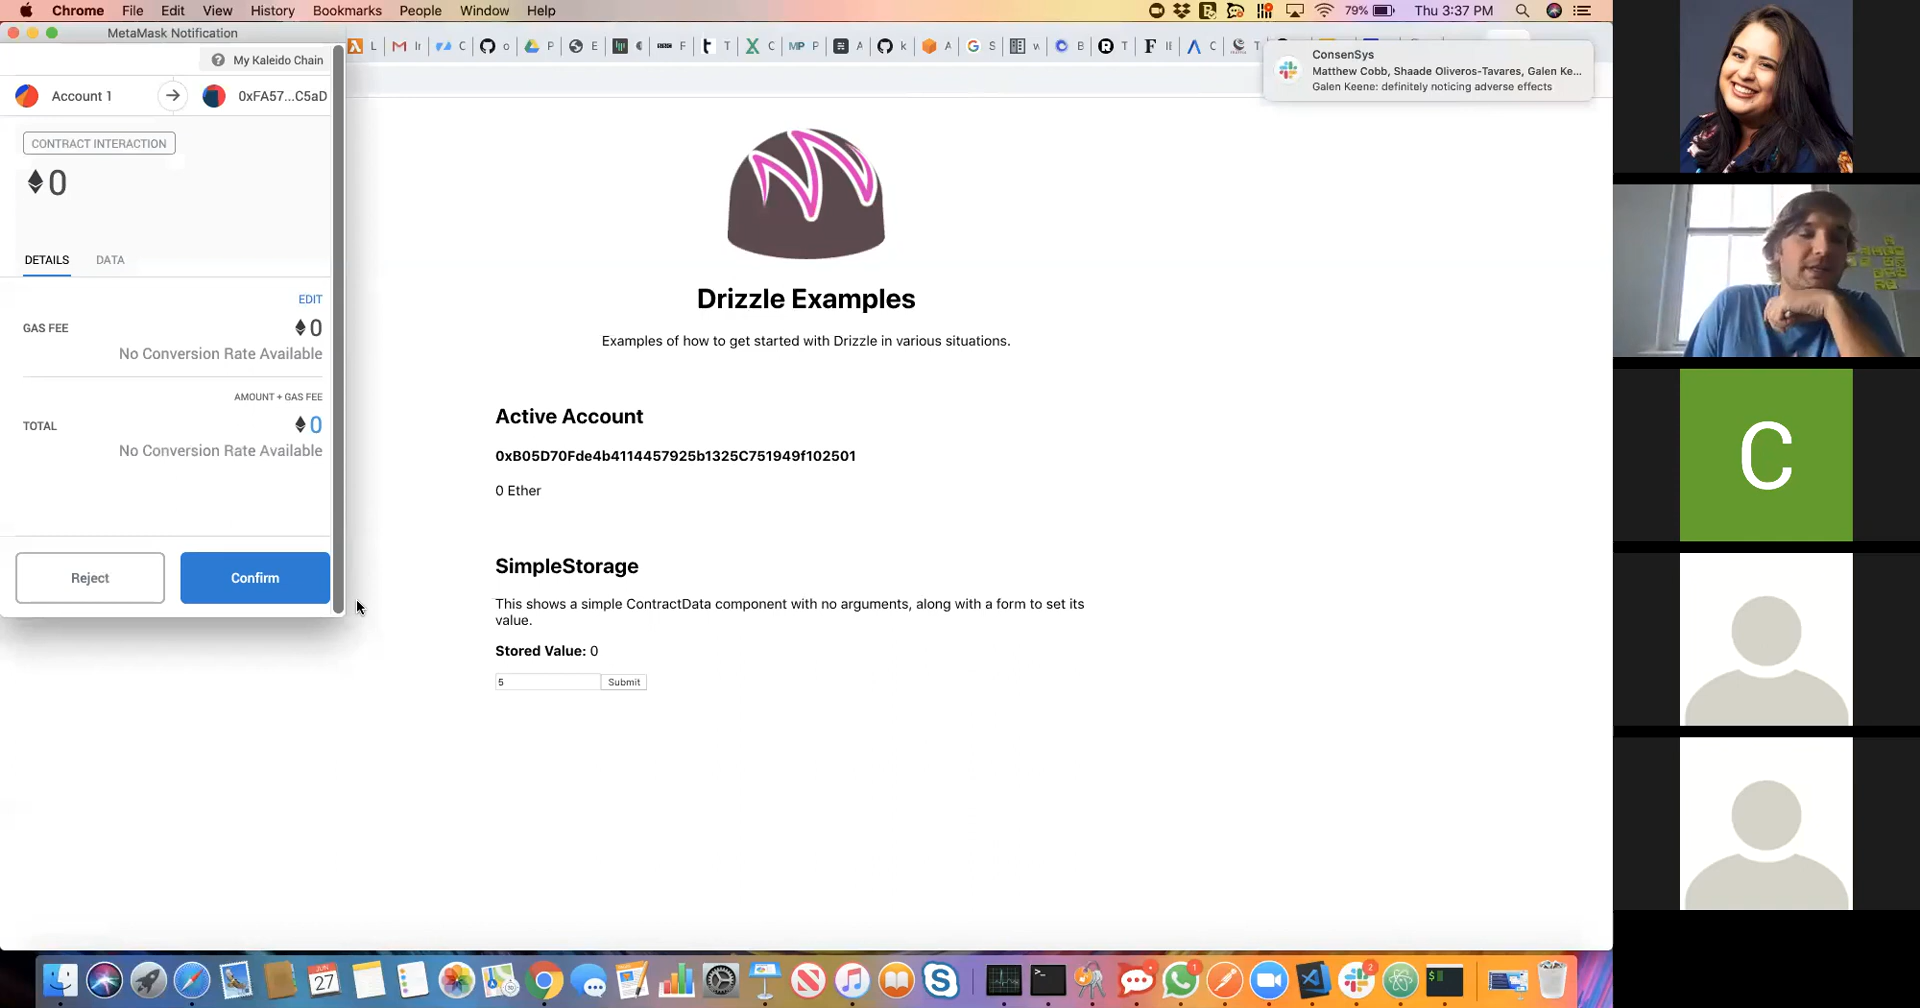 Chrome File Edit View History Bookmarks People Window Help 79% Thu 3:37 PM
MetaMask Notification
My Kaleido Chain
Account 1 0xFA57...C5aD
CONTRACT INTERACTION
0
DETAILS DATA
EDIT
GAS FEE 0
No Conversion Rate Available
AMOUNT + GAS FEE
TOTAL 0
No Conversion Rate Available
Reject Confirm
ConsenSys
Matthew Cobb, Shaade Oliveros-Tavares, Galen Ke...
Galen Keene: definitely noticing adverse effects
Drizzle Examples
Examples of how to get started with Drizzle in various situations.
Active Account
0xB05D70Fde4b4114457925b1325C751949f102501
0 Ether
SimpleStorage
This shows a simple ContractData component with no arguments, along with a form to set its
value.
Stored Value: 0
5 Submit
C
JUN
27